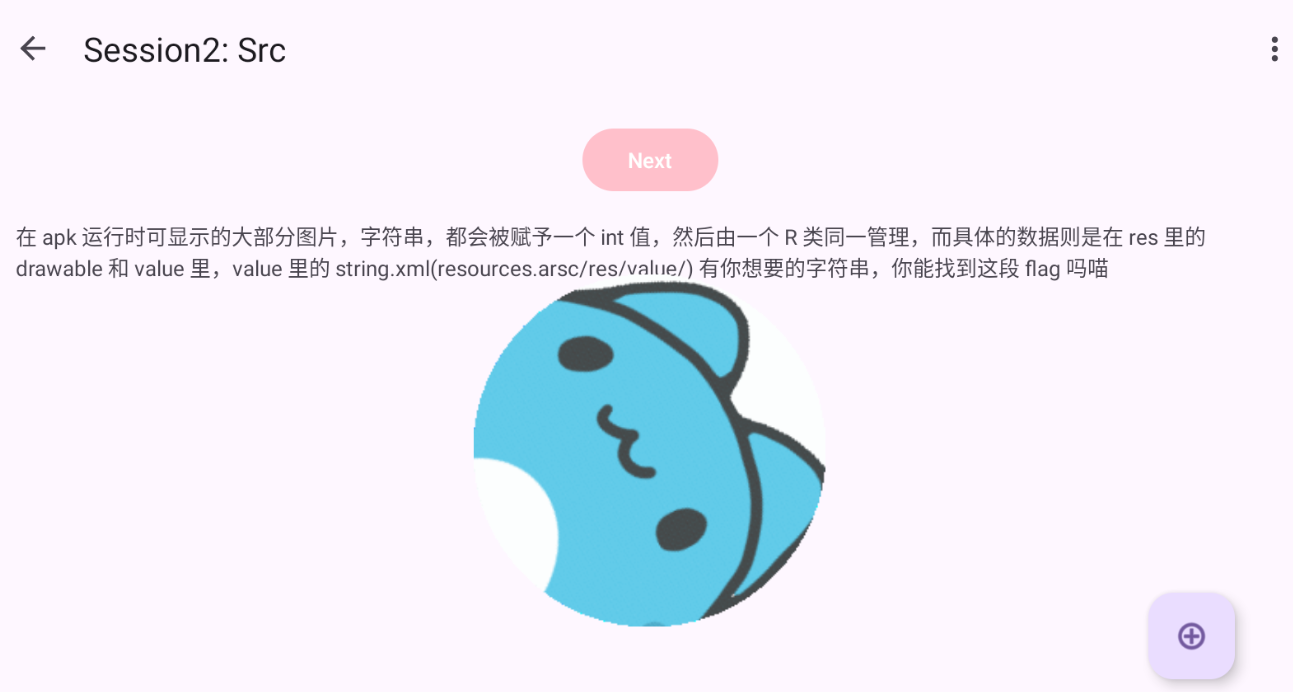 Session2: Src
Next
在 apk 运行时可显示的大部分图片，字符串，都会被赋予一个 int 值，然后由一个 R 类同一管理，而具体的数据则是在 res 里的
drawable 和 value 里，value 里的 string.xml(resources.arsc/res/value/) 有你想要的字符串，你能找到这段 flag 吗喵